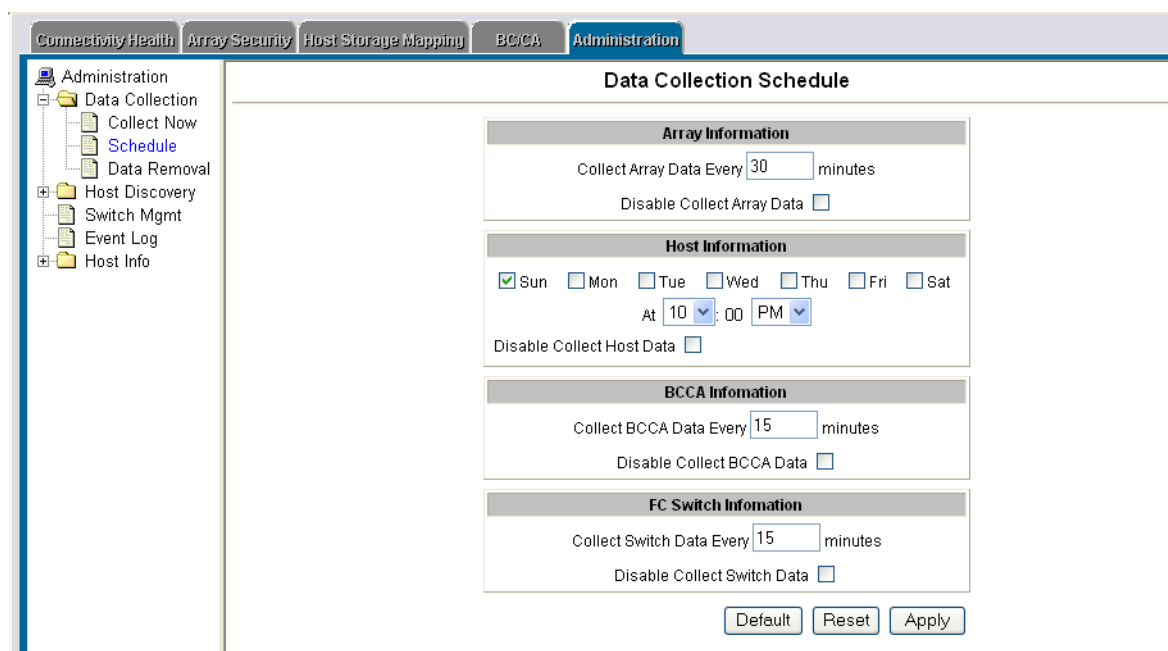 Connectivity Health Array Security Host Storage Mapping BC/CA Administration
Administration
Data Collection
Collect Now
Schedule
Data Removal
Host Discovery
Switch Mgmt
Event Log
Host Info
Data Collection Schedule
Array Information
Collect Array Data Every 30 minutes
Disable Collect Array Data
Host Information
Sun Mon Tue Wed Thu Fri Sat
At 10 : 00 PM
Disable Collect Host Data
BCCA Infomation
Collect BCCA Data Every 15 minutes
Disable Collect BCCA Data
FC Switch Infomation
Collect Switch Data Every 15 minutes
Disable Collect Switch Data
Default Reset Apply